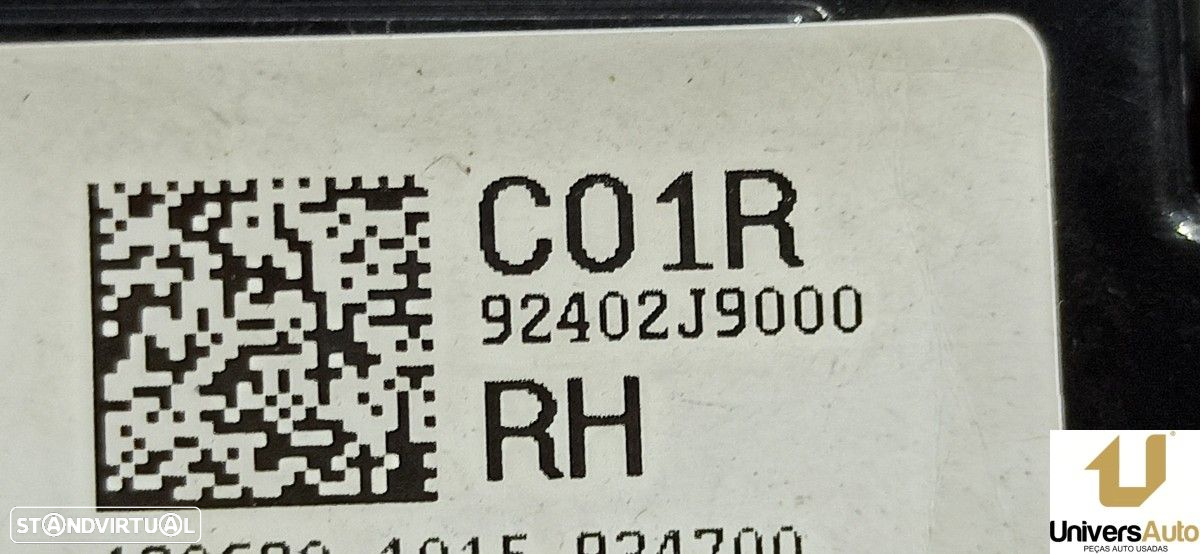 C01R
92402J9000
RH
STANDVIRTUAL
UniversAuto
PEÇAS AUTO USADAS